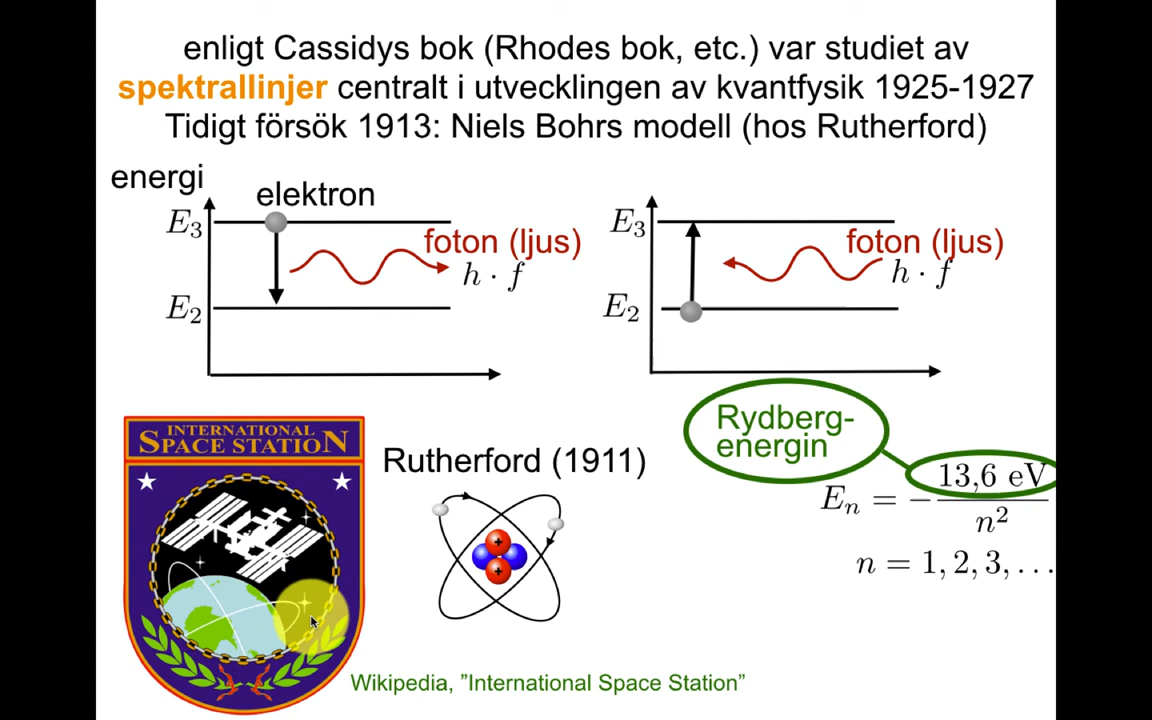 enligt Cassidys bok (Rhodes bok, etc.) var studiet av
spektrallinjer centralt i utvecklingen av kvantfysik 1925-1927
Tidigt försök 1913: Niels Bohrs modell (hos Rutherford)
energi
elektron
E₃
foton (ljus)
h · f
E₂
E₃
foton (ljus)
h · f
E₂
INTERNATIONAL
SPACE STATION
Rutherford (1911)
+
+
Rydberg-
energin
Eₙ = − 13,6 eV / n²
n = 1, 2, 3, . . .
Wikipedia, ”International Space Station”